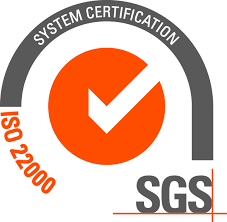 SYSTEM CERTIFICATION
ISO 22000
SGS